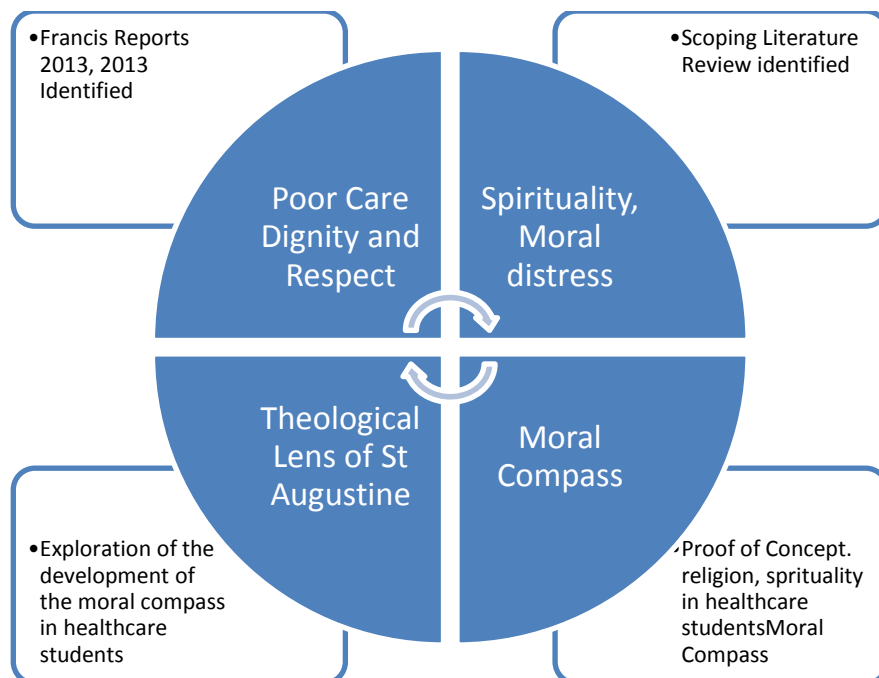 •Francis Reports
2013, 2013
Identified
•Scoping Literature
Review identified
Poor Care
Dignity and
Respect
Spirituality,
Moral
distress
Theological
Lens of St
Augustine
Moral
Compass
•Exploration of the
development of
the moral compass
in healthcare
students
•Proof of Concept.
religion, sprituality
in healthcare
studentsMoral
Compass